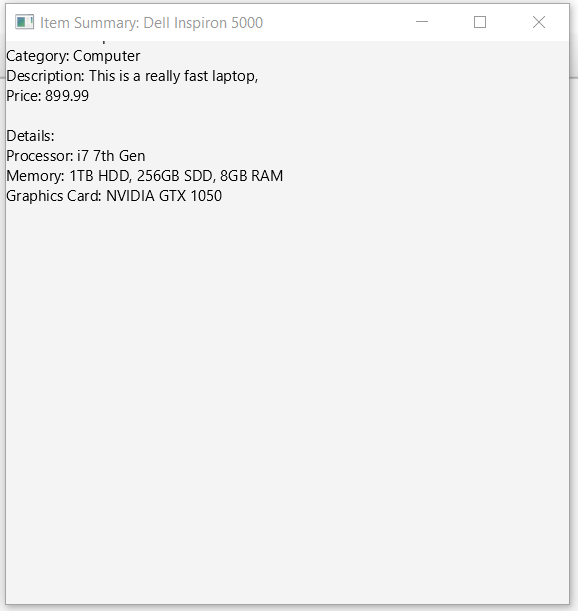 Item Summary: Dell Inspiron 5000
Category: Computer
Description: This is a really fast laptop,
Price: 899.99
Details:
Processor: i7 7th Gen
Memory: 1TB HDD, 256GB SDD, 8GB RAM
Graphics Card: NVIDIA GTX 1050